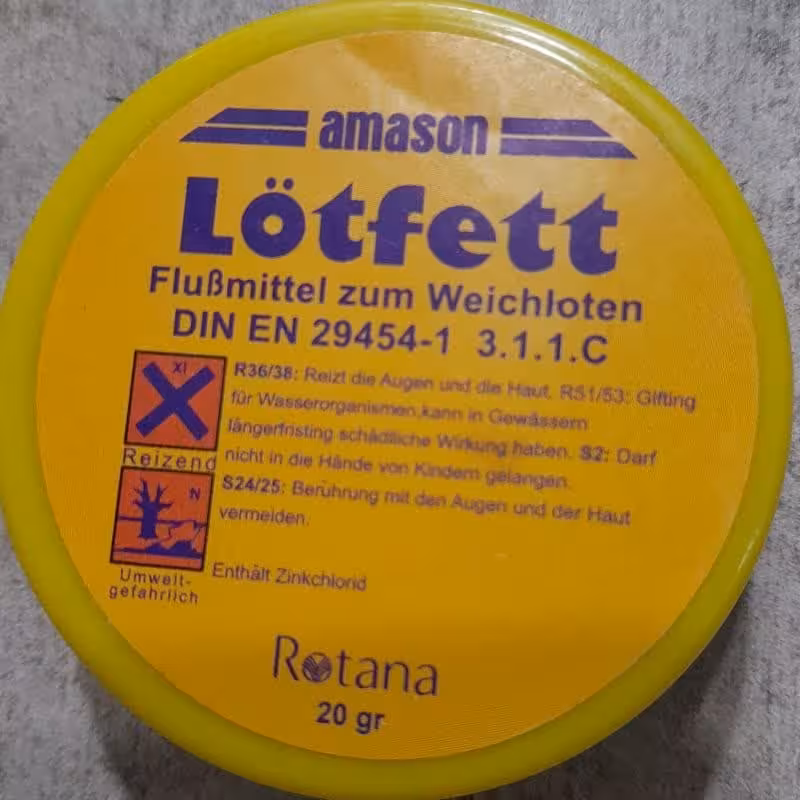 amason
Lötfett
Flußmittel zum Weichloten
DIN EN 29454-1 3.1.1.C
XI
Reizend
R36/38: Reizt die Augen und die Haut. R51/53: Gifting
für Wasserorganismen,kann in Gewässern
längerfristing schädliche Wirkung haben. S2: Darf
nicht in die Hände von Kindern gelangen.
S24/25: Berührung mit den Augen und der Haut
vermeiden.
N
Umwelt-
gefahrlich
Enthält Zinkchlorid
Rotana
20 gr